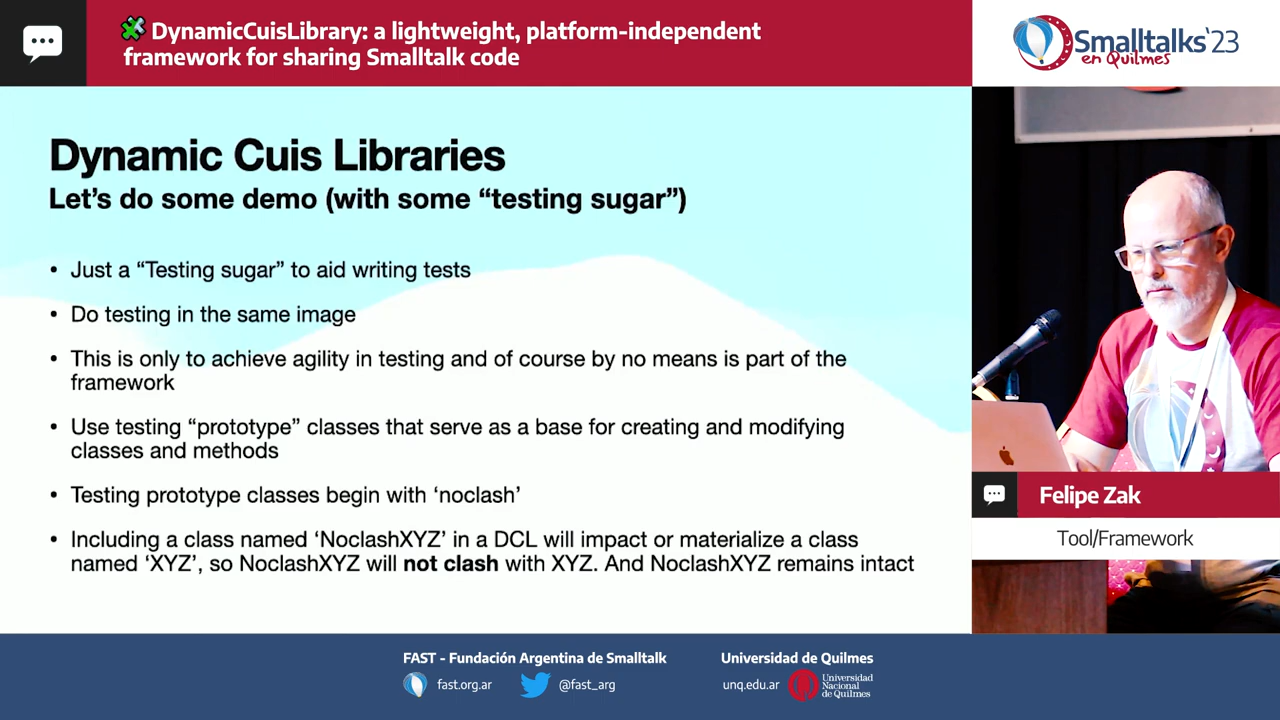 DynamicCuisLibrary: a lightweight, platform-independent
framework for sharing Smalltalk code
Smalltalks'23
en Quilmes
Dynamic Cuis Libraries
Let's do some demo (with some “testing sugar”)
• Just a “Testing sugar” to aid writing tests
• Do testing in the same image
• This is only to achieve agility in testing and of course by no means is part of the
framework
• Use testing “prototype” classes that serve as a base for creating and modifying
classes and methods
• Testing prototype classes begin with ‘noclash’
• Including a class named ‘NoclashXYZ’ in a DCL will impact or materialize a class
named ‘XYZ’, so NoclashXYZ will not clash with XYZ. And NoclashXYZ remains intact
Felipe Zak
Tool/Framework
FAST - Fundación Argentina de Smalltalk
fast.org.ar
@fast_arg
Universidad de Quilmes
unq.edu.ar
Universidad
Nacional
de Quilmes